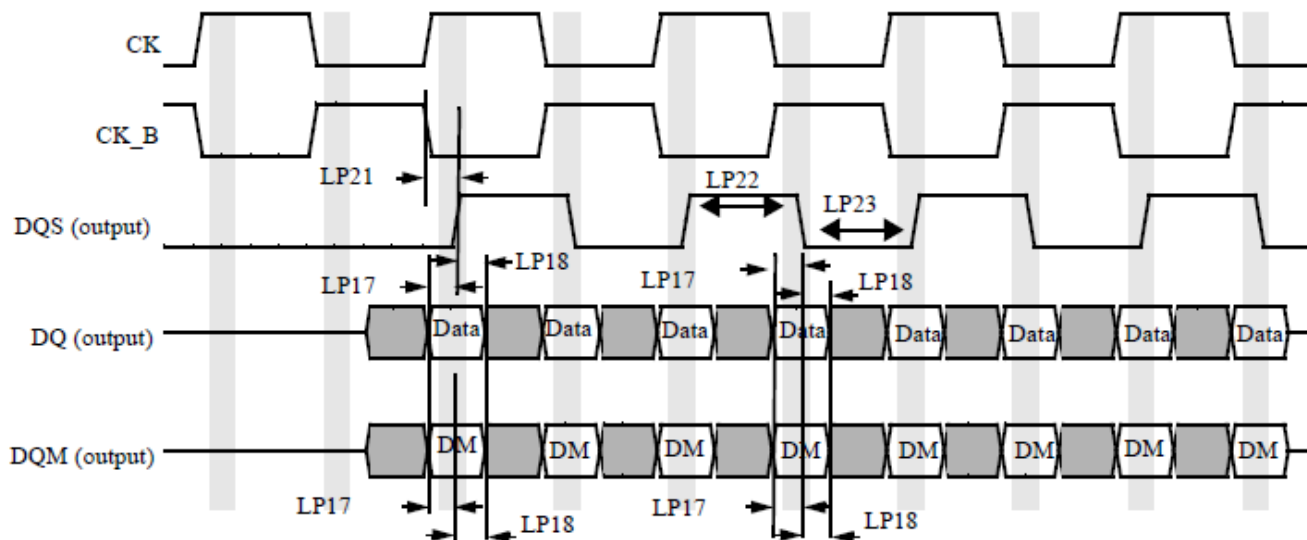 CK
CK_B
LP21
LP22
LP23
DQS (output)
LP18
LP17
LP17
LP18
DQ (output)
Data Data Data Data Data Data Data Data
DQM (output)
DM DM DM DM DM DM DM DM
LP17
LP18
LP17
LP18